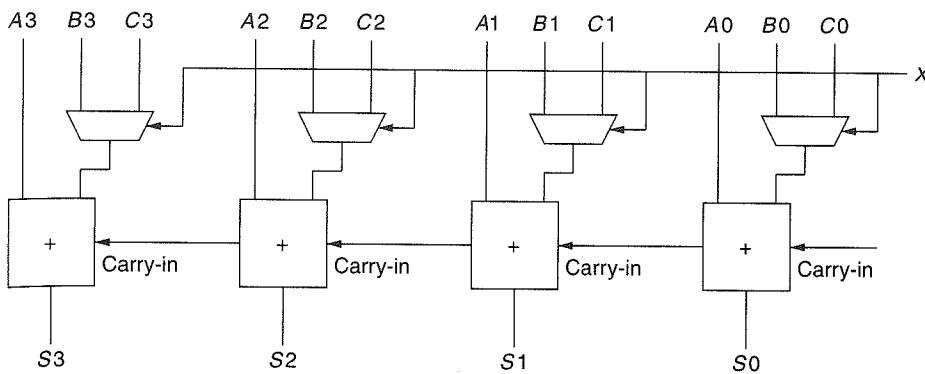 A3 B3 C3 A2 B2 C2 A1 B1 C1 A0 B0 C0
X
+ + + +
Carry-in Carry-in Carry-in Carry-in
S3 S2 S1 S0